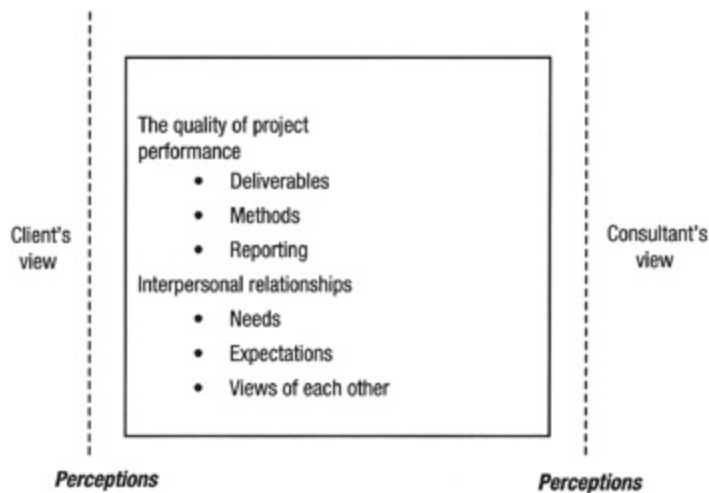 The quality of project
performance
• Deliverables
• Methods
• Reporting
Interpersonal relationships
• Needs
• Expectations
• Views of each other
Client's
view
Consultant's
view
Perceptions
Perceptions